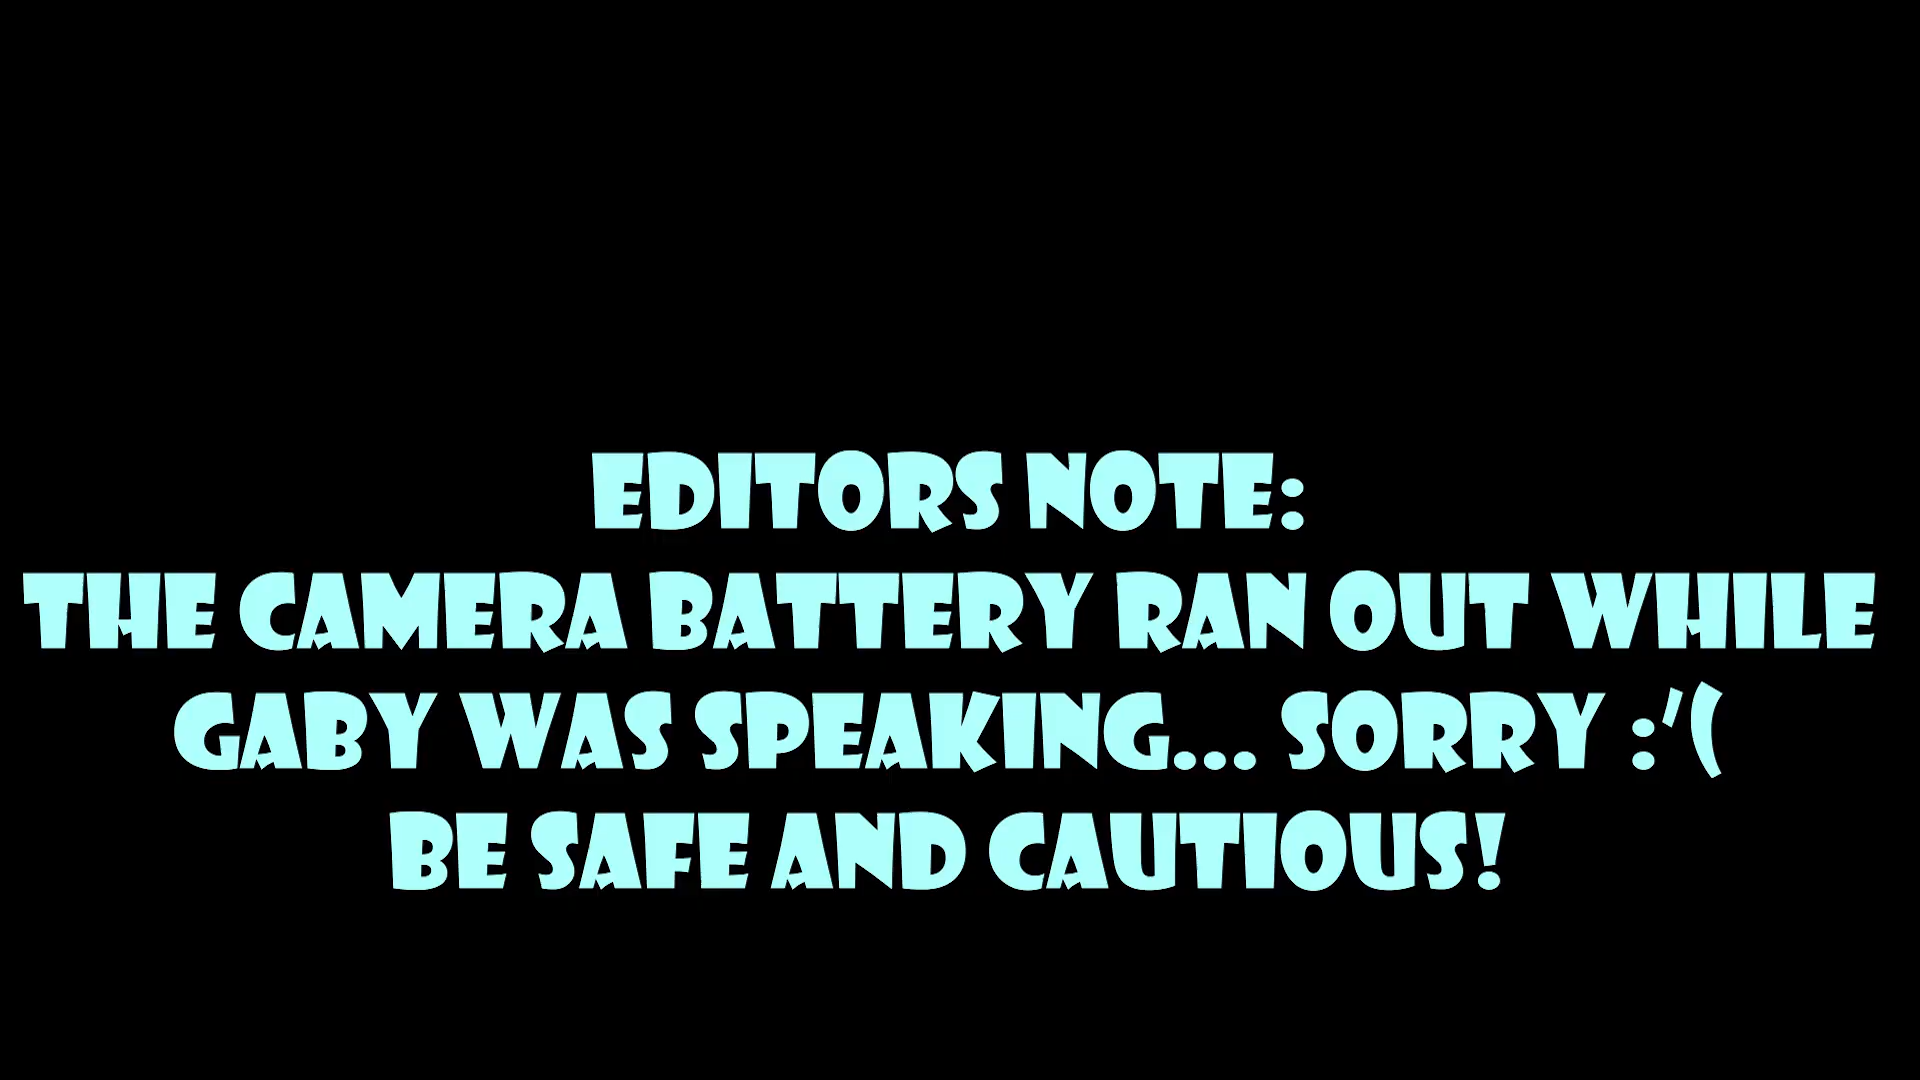 EDITORS NOTE:
THE CAMERA BATTERY RAN OUT WHILE
GABY WAS SPEAKING... SORRY :'(
BE SAFE AND CAUTIOUS!